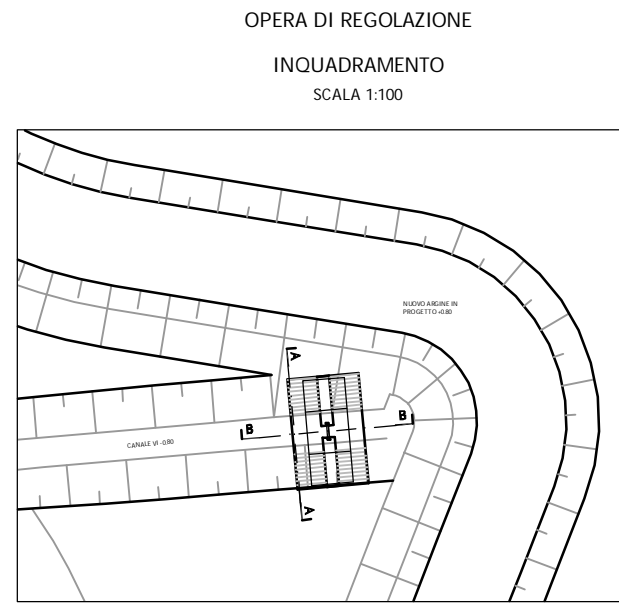 OPERA DI REGOLAZIONE
INQUADRAMENTO
SCALA 1:100
NUOVO ARGINE IN
PROGETTO +0.80
A
B
B
CANALE VI -0.80
A